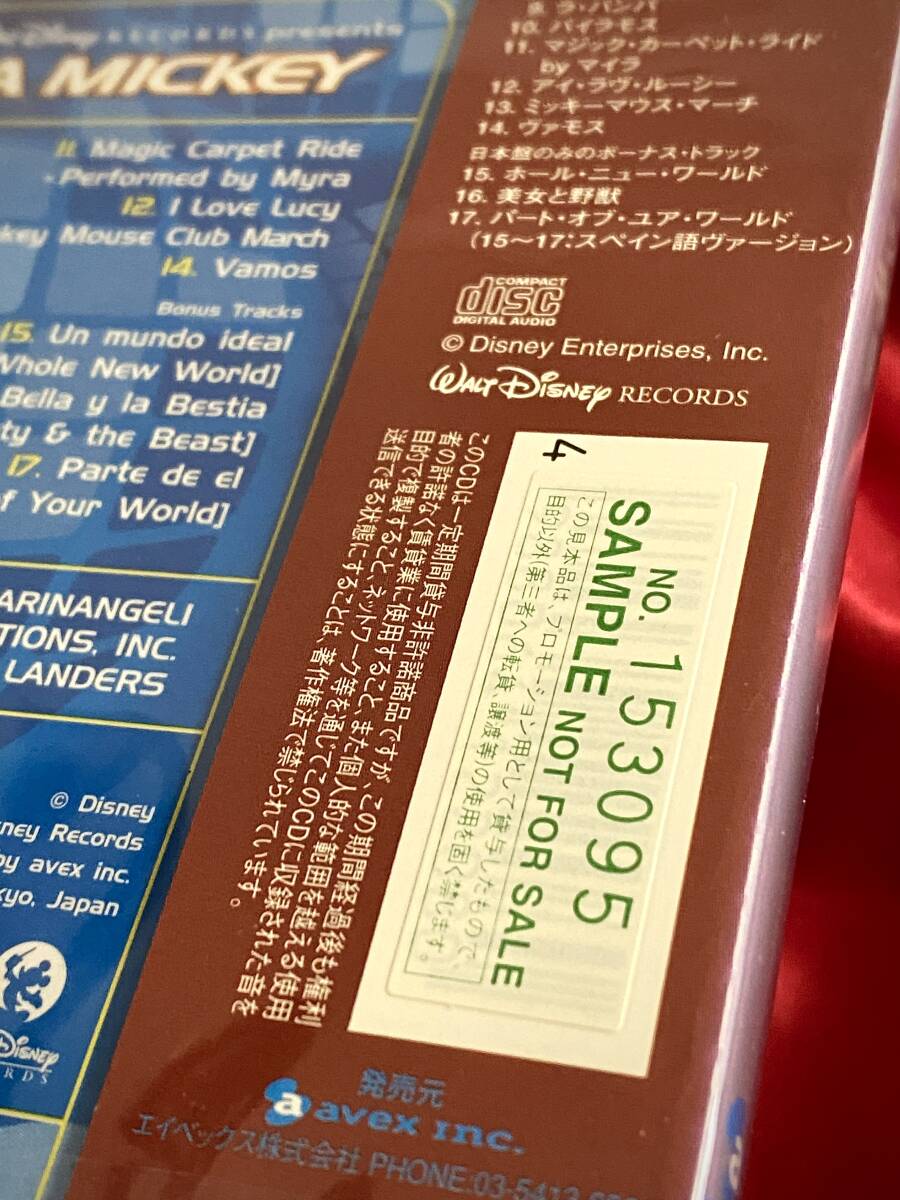 Disney RECORDS presents
A MICKEY
11. Magic Carpet Ride
- Performed by Myra
12. I Love Lucy
key Mouse Club March
14. Vamos
Bonus Tracks
15. Un mundo ideal
Whole New World]
Bella y la Bestia
ty & the Beast]
17. Parte de el
of Your World]
ARINANGELI
TIONS, INC.
LANDERS
© Disney
ney Records
by avex inc.
kyo, Japan
DISNEY
RDS
9. ラ・バンバ
10. バイラモス
11. マジック・カーペット・ライド
by マイラ
12. アイ・ラヴ・ルーシー
13. ミッキーマウス・マーチ
14. ヴァモス
日本盤のみのボーナス・トラック
15. ホール・ニュー・ワールド
16. 美女と野獣
17. パート・オブ・ユア・ワールド
(15〜17:スペイン語ヴァージョン)
COMPACT
disc
DIGITAL AUDIO
© Disney Enterprises, Inc.
WALT DISNEY RECORDS
4
NO. 153095
SAMPLE NOT FOR SALE
この見本品は、プロモーション用として貸与したもので、
目的以外(第三者への転貸、譲渡等)の使用を固く禁じます。
このCDは一定期間貸与非許諾商品ですが、この期間経過後も権利
者の許諾なく賃貸業に使用すること、また個人的な範囲を越える使用
目的で複製すること、ネットワーク等を通じてこのCDに収録された音を
送信できる状態にすることは、著作権法で禁じられています。
発売元
a avex inc.
エイベックス株式会社 PHONE:03-5413-